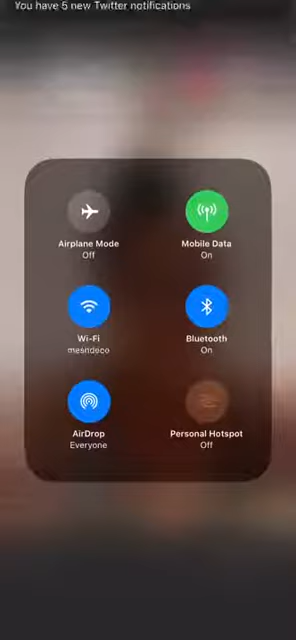 You have 5 new Twitter notifications
Airplane Mode
Off
Mobile Data
On
Wi-Fi
meandeco
Bluetooth
On
AirDrop
Everyone
Personal Hotspot
Off